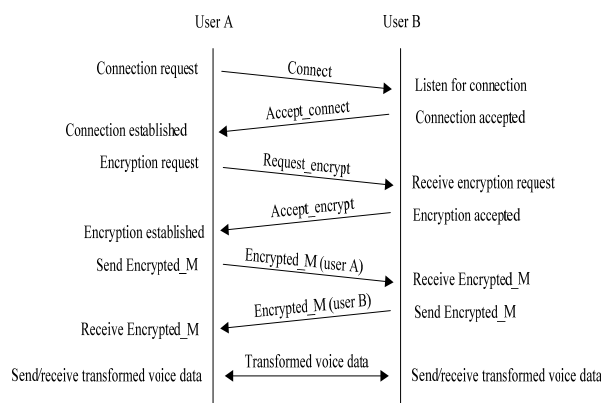 User A
User B
Connection request
Connect
Listen for connection
Accept_connect
Connection accepted
Connection established
Encryption request
Request_encrypt
Receive encryption request
Accept_encrypt
Encryption accepted
Encryption established
Send Encrypted_M
Encrypted_M (user A)
Receive Encrypted_M
Encrypted_M (user B)
Send Encrypted_M
Receive Encrypted_M
Send/receive transformed voice data
Transformed voice data
Send/receive transformed voice data